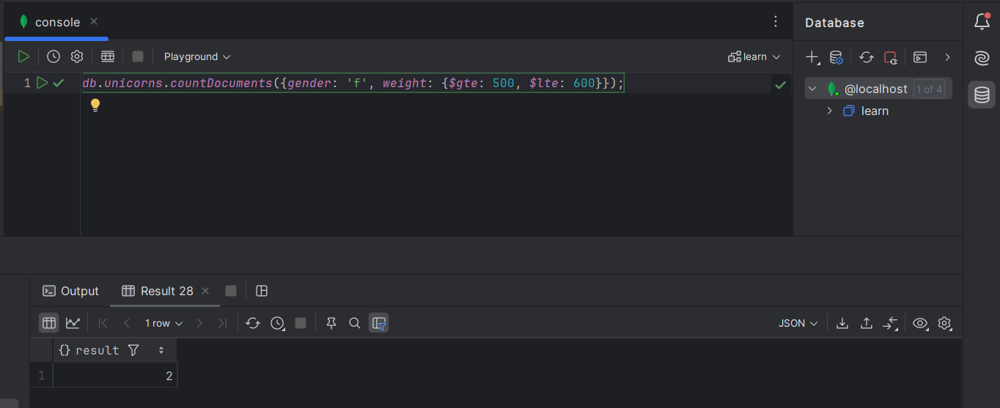 console
Database
Playground
learn
1
db.unicorns.countDocuments({gender: 'f', weight: {$gte: 500, $lte: 600}});
@localhost 1 of 4
learn
Output
Result 28
1 row
JSON
{} result
1
2